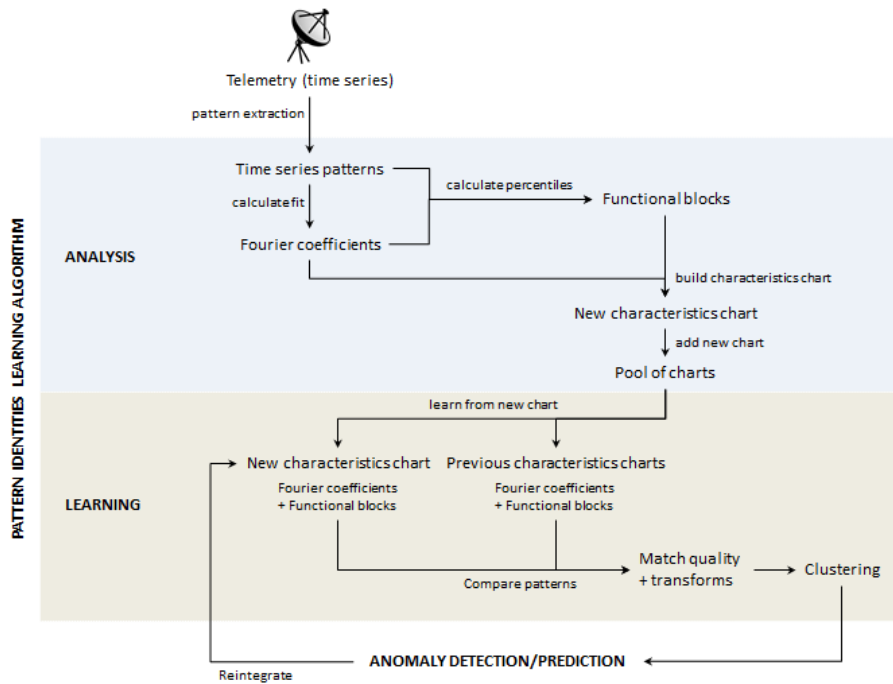 Telemetry (time series)
pattern extraction
Time series patterns
calculate percentiles
calculate fit
Functional blocks
Fourier coefficients
ANALYSIS
build characteristics chart
New characteristics chart
add new chart
Pool of charts
PATTERN IDENTITIES LEARNING ALGORITHM
learn from new chart
New characteristics chart
Previous characteristics charts
Fourier coefficients
+ Functional blocks
Fourier coefficients
+ Functional blocks
LEARNING
Compare patterns
Match quality
+ transforms
Clustering
ANOMALY DETECTION/PREDICTION
Reintegrate